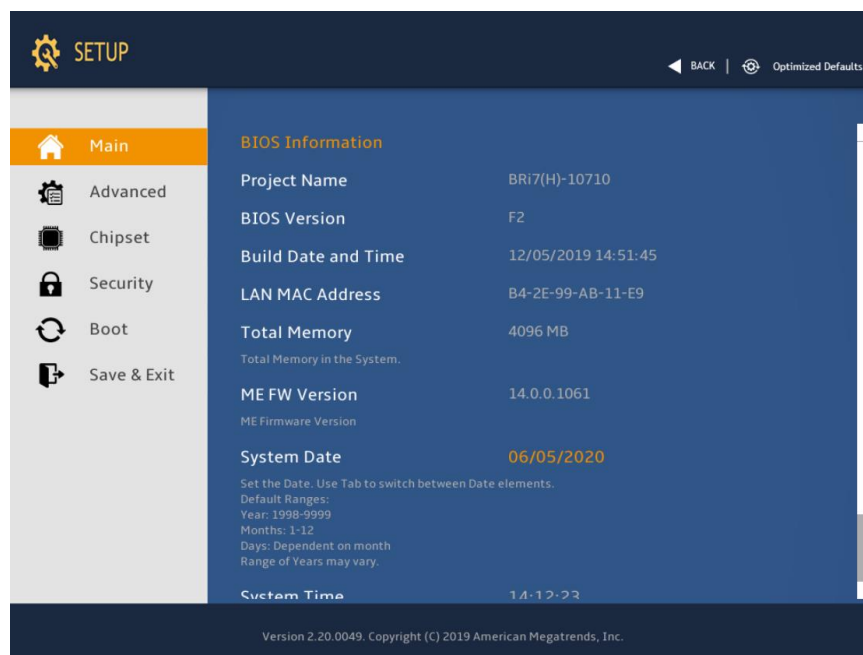 SETUP
BACK | Optimized Defaults
Main
Advanced
Chipset
Security
Boot
Save & Exit
BIOS Information
Project Name BRi7(H)-10710
BIOS Version F2
Build Date and Time 12/05/2019 14:51:45
LAN MAC Address B4-2E-99-AB-11-E9
Total Memory 4096 MB
Total Memory in the System.
ME FW Version 14.0.0.1061
ME Firmware Version
System Date 06/05/2020
Set the Date. Use Tab to switch between Date elements.
Default Ranges:
Year: 1998-9999
Months: 1-12
Days: Dependent on month
Range of Years may vary.
System Time 14:12:23
Version 2.20.0049. Copyright (C) 2019 American Megatrends, Inc.